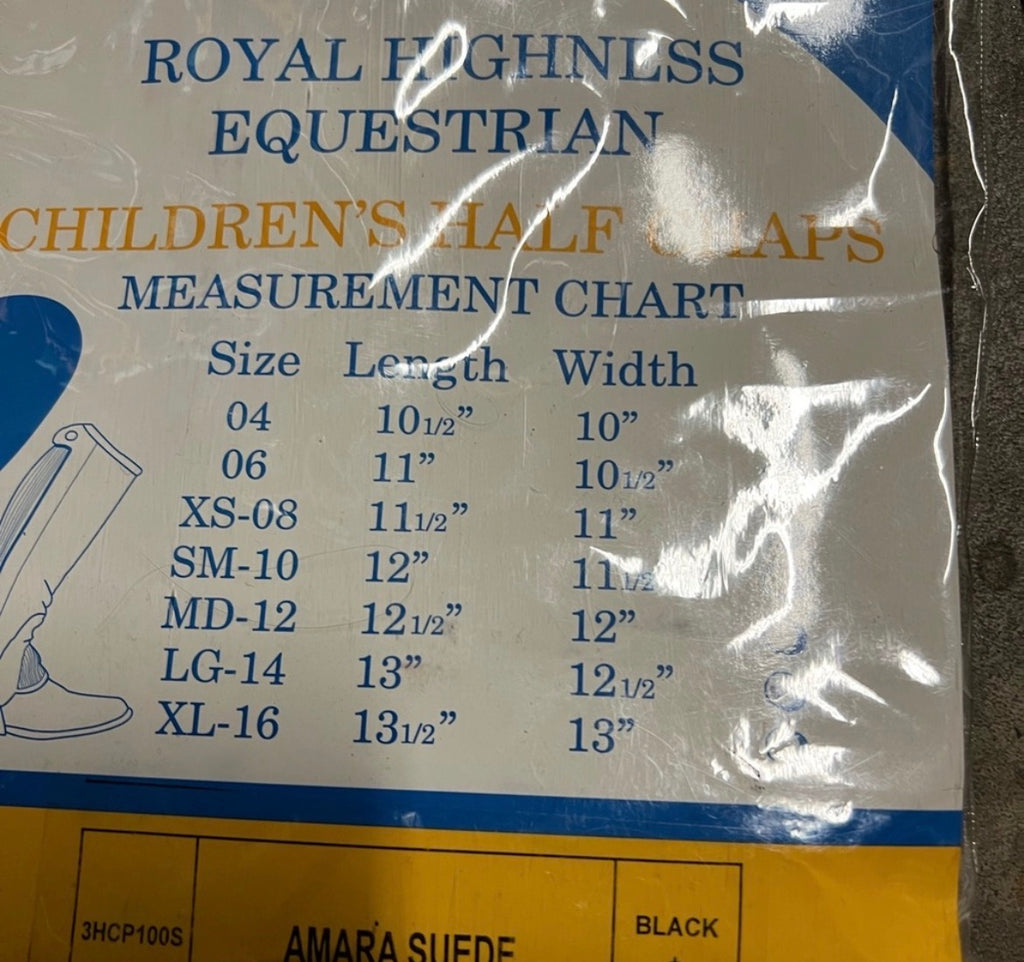 ROYAL HIGHNESS
EQUESTRIAN
CHILDREN'S HALF CHAPS
MEASUREMENT CHART
Size Length Width
04 10 1/2” 10”
06 11” 10 1/2”
XS-08 11 1/2” 11”
SM-10 12” 11 1/2
MD-12 12 1/2” 12”
LG-14 13” 12 1/2”
XL-16 13 1/2” 13”
3HCP100S AMARA SUEDE BLACK